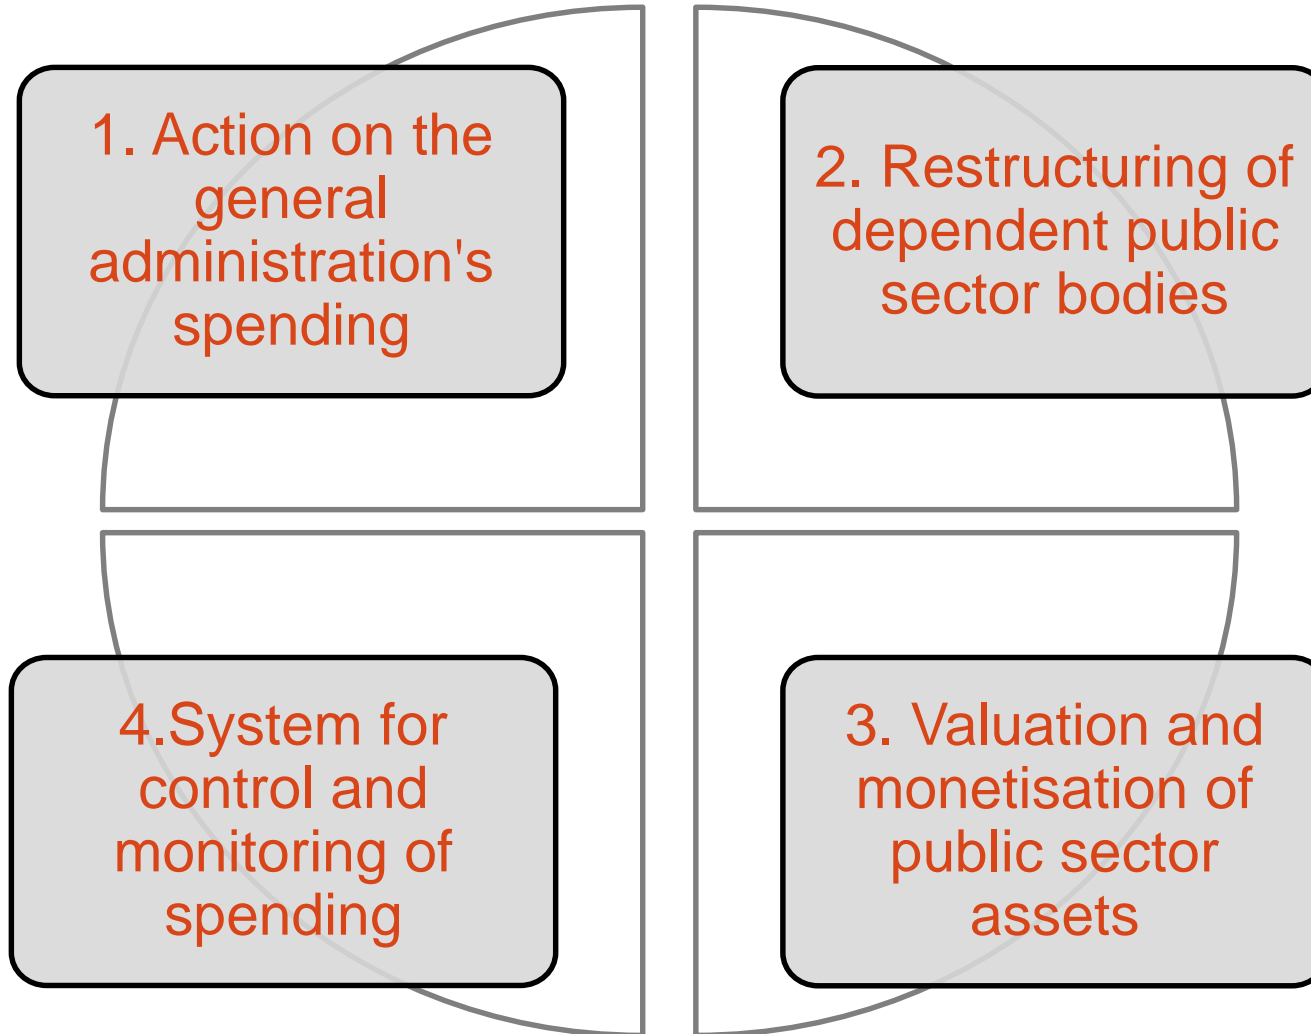 1. Action on the
general
administration's
spending
2. Restructuring of
dependent public
sector bodies
4.System for
control and
monitoring of
spending
3. Valuation and
monetisation of
public sector
assets